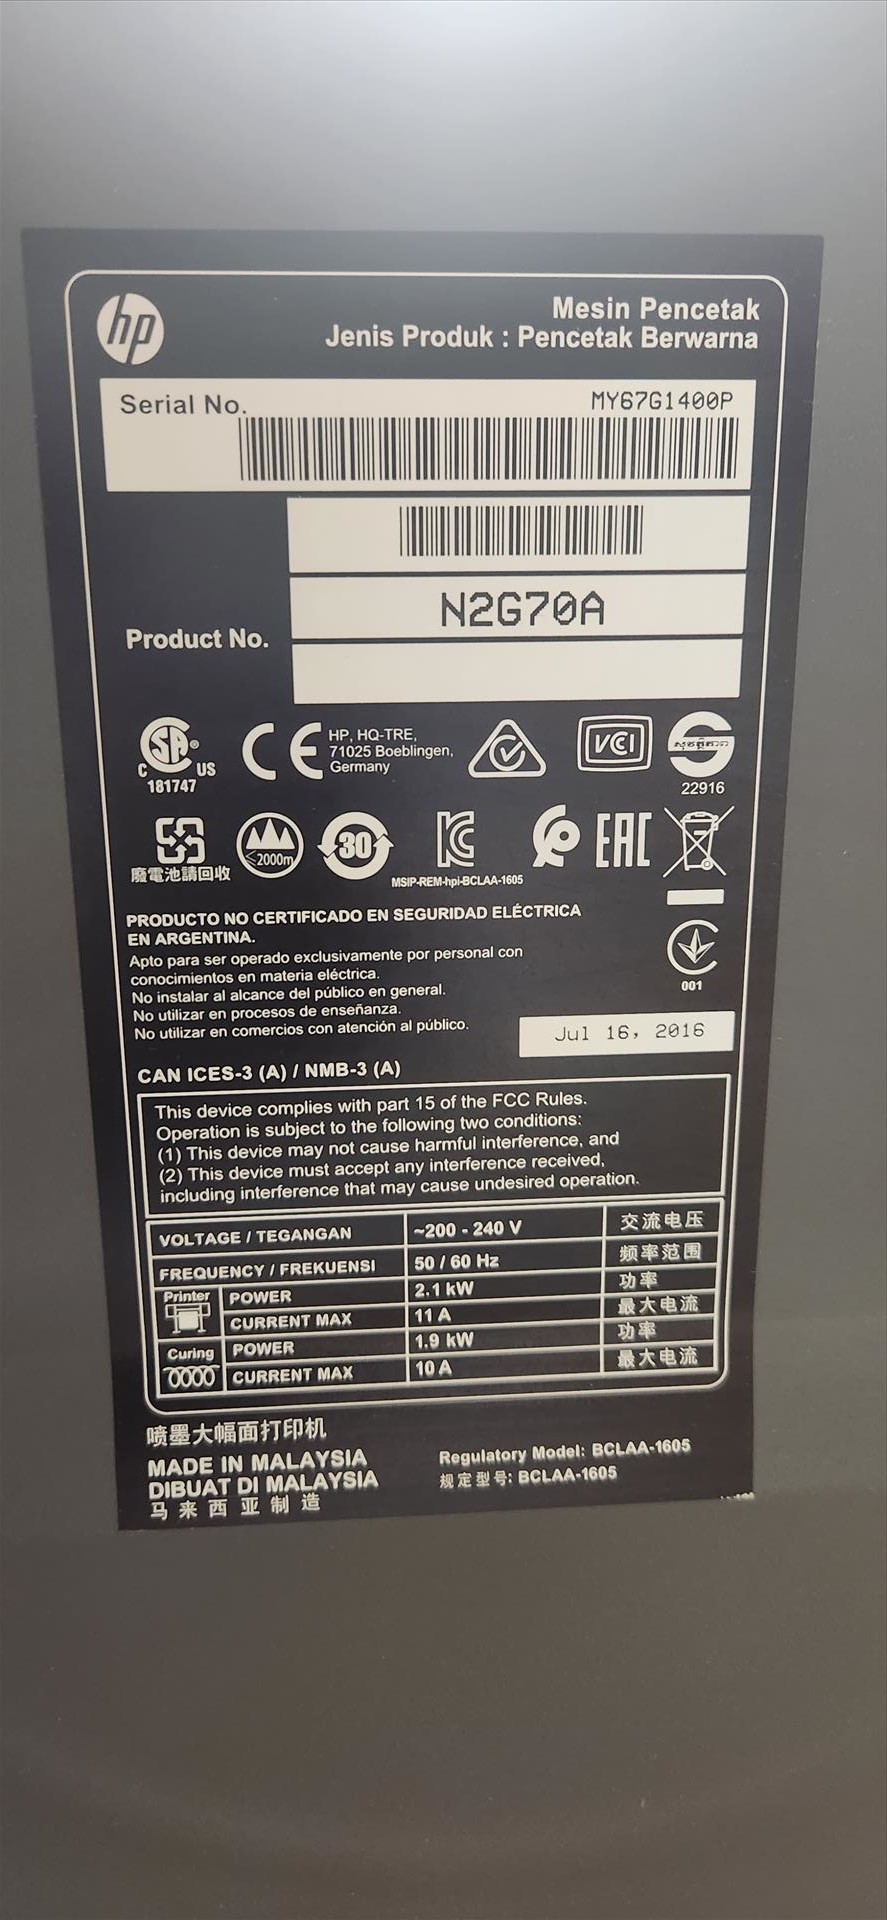 hp
Mesin Pencetak
Jenis Produk : Pencetak Berwarna
Serial No.
MY67G1400P
N2G70A
Product No.
C SA® US
181747
CE
HP, HQ-TRE,
71025 Boeblingen,
Germany
VCI
22916
廢電池請回收
≤2000m
30
MSIP-REM-hpi-BCLAA-1605
EAC
PRODUCTO NO CERTIFICADO EN SEGURIDAD ELÉCTRICA
EN ARGENTINA.
Apto para ser operado exclusivamente por personal con
conocimientos en materia eléctrica.
No instalar al alcance del público en general.
No utilizar en procesos de enseñanza.
No utilizar en comercios con atención al público.
001
Jul 16, 2016
CAN ICES-3 (A) / NMB-3 (A)
This device complies with part 15 of the FCC Rules.
Operation is subject to the following two conditions:
(1) This device may not cause harmful interference, and
(2) This device must accept any interference received,
including interference that may cause undesired operation.
VOLTAGE / TEGANGAN ~200 - 240 V 交流电压
FREQUENCY / FREKUENSI 50 / 60 Hz 频率范围
Printer POWER 2.1 kW 功率
CURRENT MAX 11 A 最大电流
Curing POWER 1.9 kW 功率
CURRENT MAX 10 A 最大电流
喷墨大幅面打印机
MADE IN MALAYSIA
DIBUAT DI MALAYSIA
马来西亚制造
Regulatory Model: BCLAA-1605
规定型号: BCLAA-1605